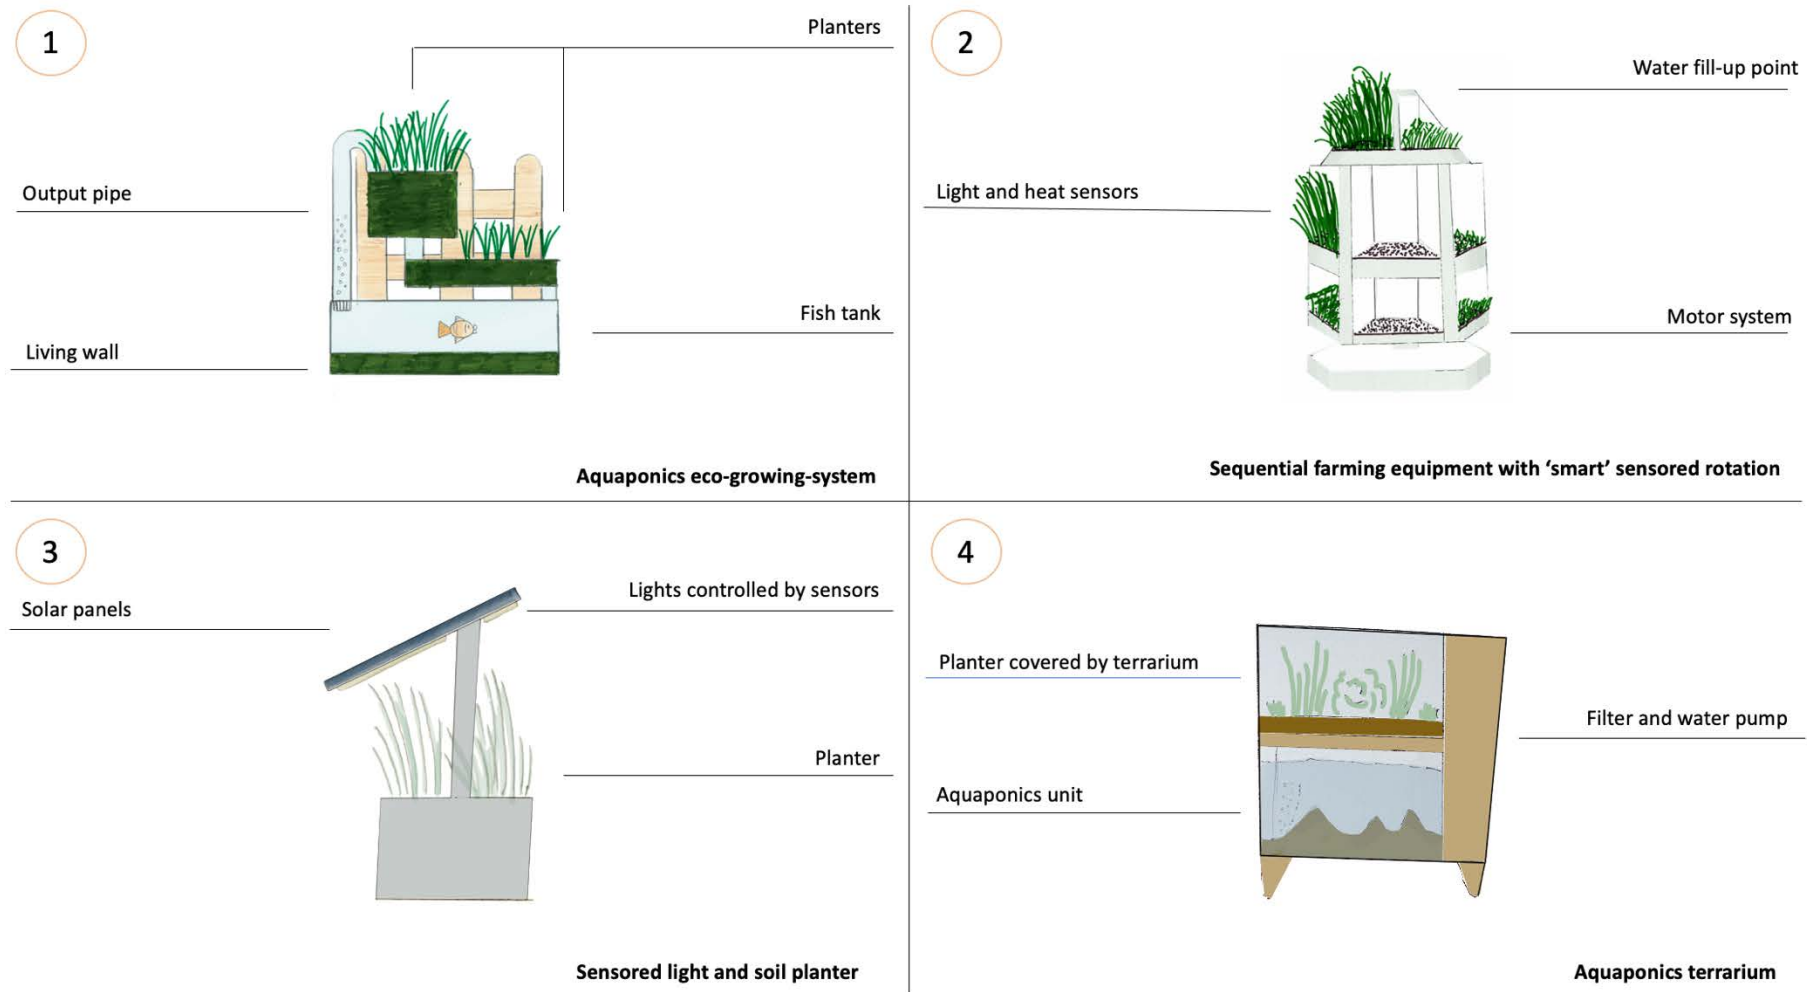 1
Planters
Output pipe
Fish tank
Living wall
Aquaponics eco-growing-system
2
Water fill-up point
Light and heat sensors
Motor system
Sequential farming equipment with ‘smart’ sensored rotation
3
Lights controlled by sensors
Solar panels
Planter
Sensored light and soil planter
4
Planter covered by terrarium
Filter and water pump
Aquaponics unit
Aquaponics terrarium